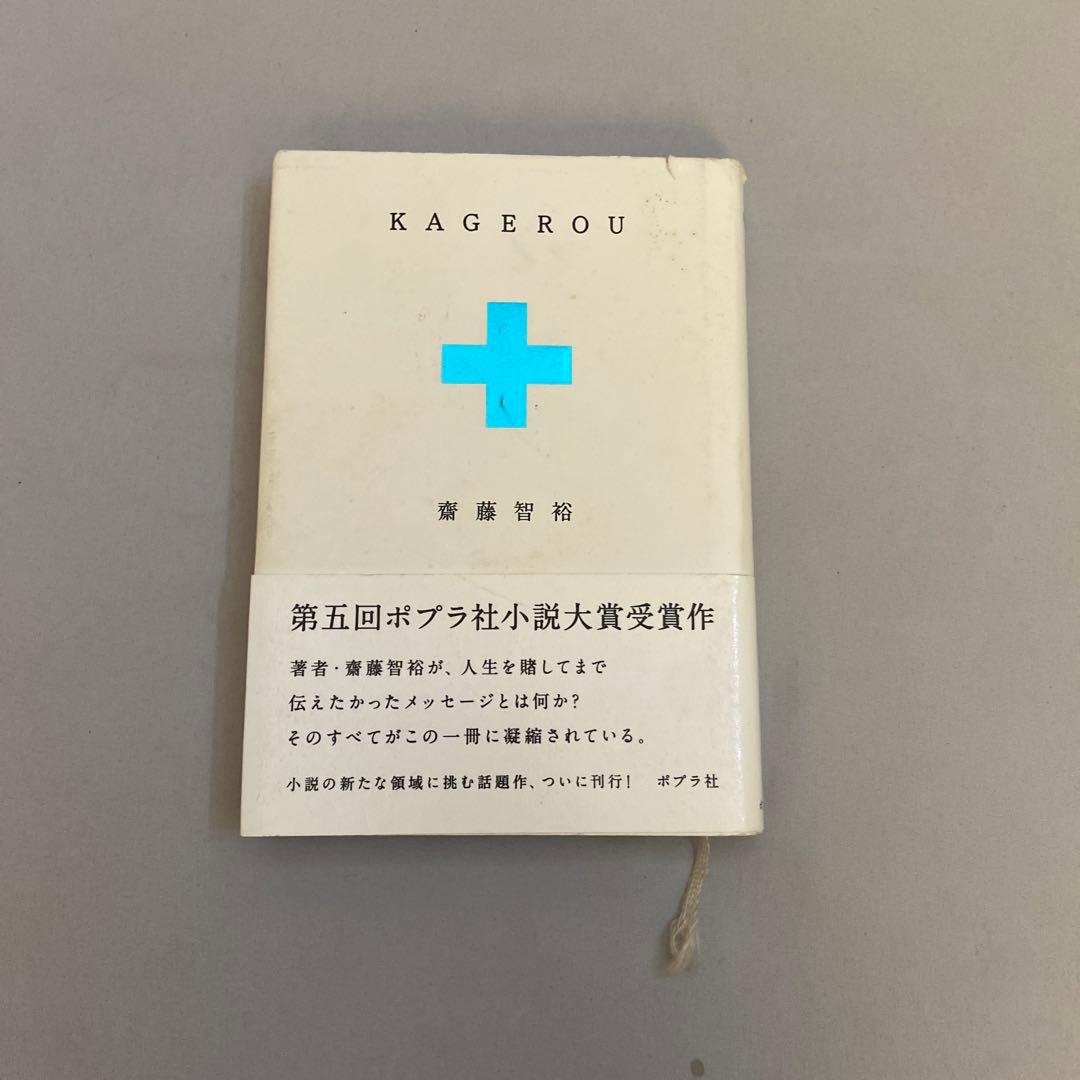 KAGEROU
齋藤智裕
第五回ポプラ社小説大賞受賞作
著者・齋藤智裕が、人生を賭してまで
伝えたかったメッセージとは何か?
そのすべてがこの一冊に凝縮されている。
小説の新たな領域に挑む話題作、ついに刊行! ポプラ社